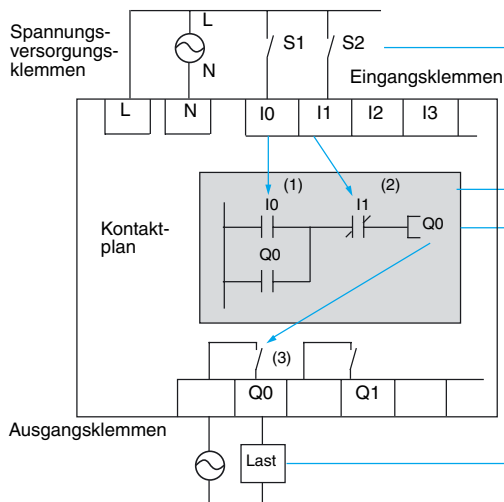 Spannungs-
versorgungs-
klemmen
L
N
S1
S2
Eingangsklemmen
L
N
I0
I1
I2
I3
(1)
(2)
I0
I1
Kontakt-
plan
Q0
Q0
(3)
Q0
Q1
Ausgangsklemmen
Last